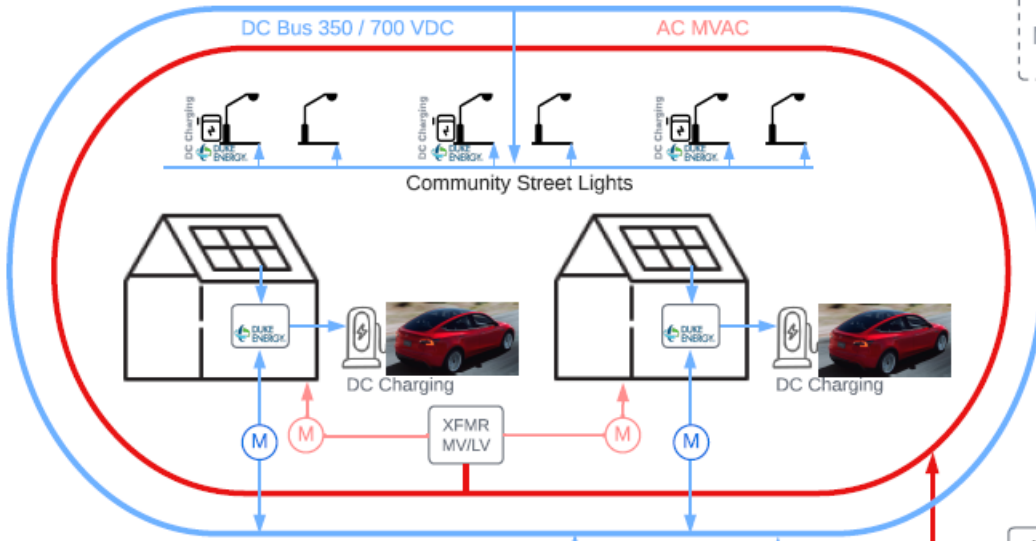 DC Bus 350 / 700 VDC
AC MVAC
DC Charging
DUKE
ENERGY.
DC Charging
DUKE
ENERGY.
DC Charging
DUKE
ENERGY.
Community Street Lights
DUKE
ENERGY.
DUKE
ENERGY.
DC Charging
DC Charging
XFMR
MV/LV
M
M
M
M